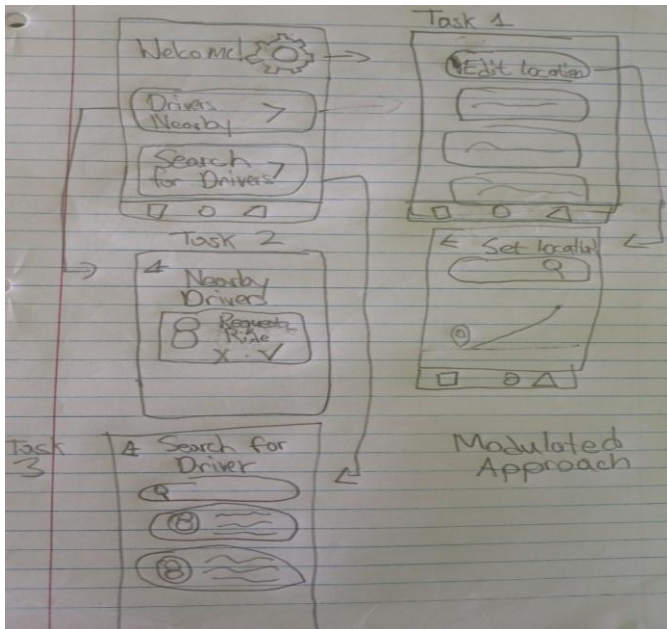 Task 1
Welcome!
Edit location
Drivers
Nearby
Search
for Drivers
Task 2
Set location
Nearby
Drivers
Request
Ride
X . ✓
Task
3
Search for
Driver
Modulated
Approach